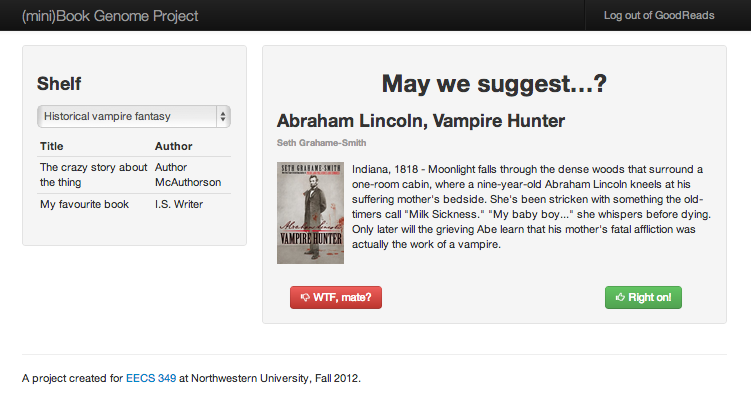 (mini)Book Genome Project
Log out of GoodReads
Shelf
Historical vampire fantasy
Title Author
The crazy story about the thing
Author McAuthorson
My favourite book
I.S. Writer
May we suggest...?
Abraham Lincoln, Vampire Hunter
Seth Grahame-Smith
SETH GRAHAME-SMITH
Abraham Lincoln
VAMPIRE HUNTER
Indiana, 1818 - Moonlight falls through the dense woods that surround a
one-room cabin, where a nine-year-old Abraham Lincoln kneels at his
suffering mother's bedside. She's been stricken with something the old-
timers call "Milk Sickness." "My baby boy..." she whispers before dying.
Only later will the grieving Abe learn that his mother's fatal affliction was
actually the work of a vampire.
WTF, mate?
Right on!
A project created for EECS 349 at Northwestern University, Fall 2012.